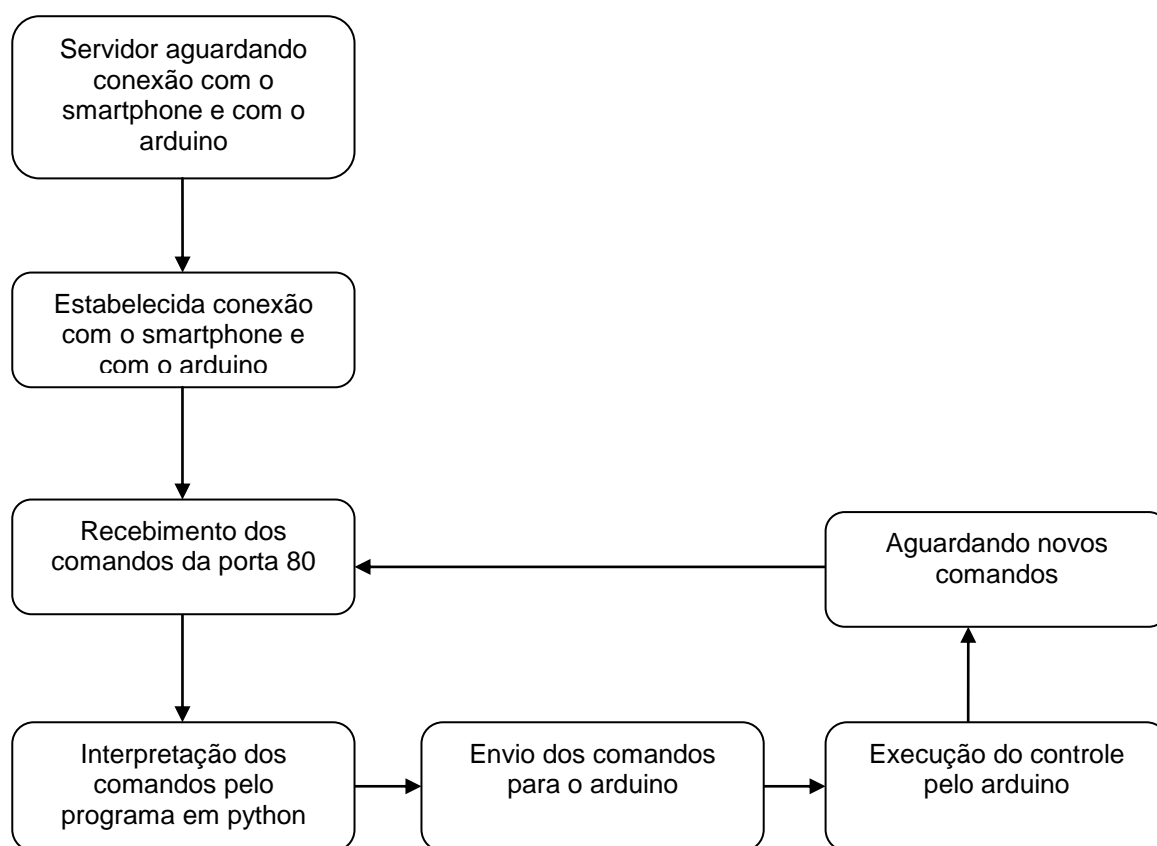 Servidor aguardando
conexão com o
smartphone e com o
arduino
Estabelecida conexão
com o smartphone e
com o arduino
Recebimento dos
comandos da porta 80
Aguardando novos
comandos
Interpretação dos
comandos pelo
programa em python
Envio dos comandos
para o arduino
Execução do controle
pelo arduino